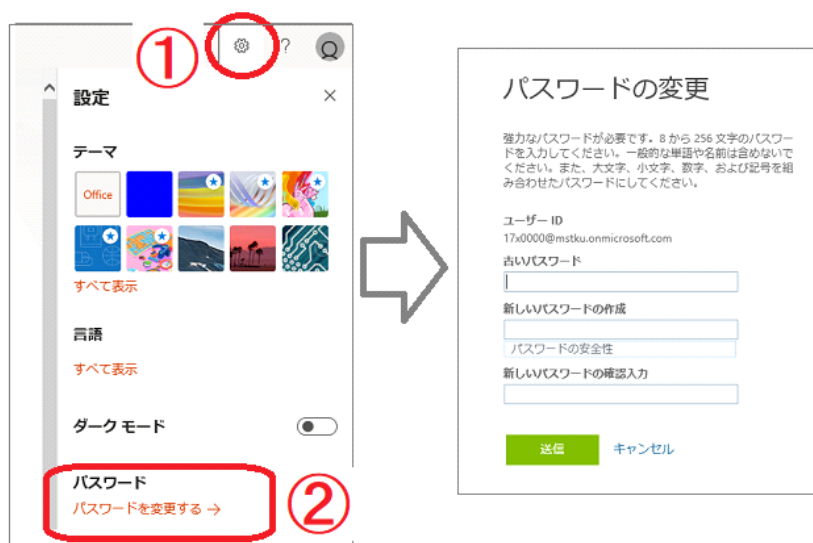 ①
?
設定
×
テーマ
Office
すべて表示
言語
すべて表示
ダーク モード
パスワード
パスワードを変更する →
②
パスワードの変更
強力なパスワードが必要です。8 から 256 文字のパスワー
ドを入力してください。一般的な単語や名前は含めないで
ください。また、大文字、小文字、数字、および記号を組
み合わせたパスワードにしてください。
ユーザー ID
17x0000@mstku.onmicrosoft.com
古いパスワード
新しいパスワードの作成
パスワードの安全性
新しいパスワードの確認入力
送信 キャンセル